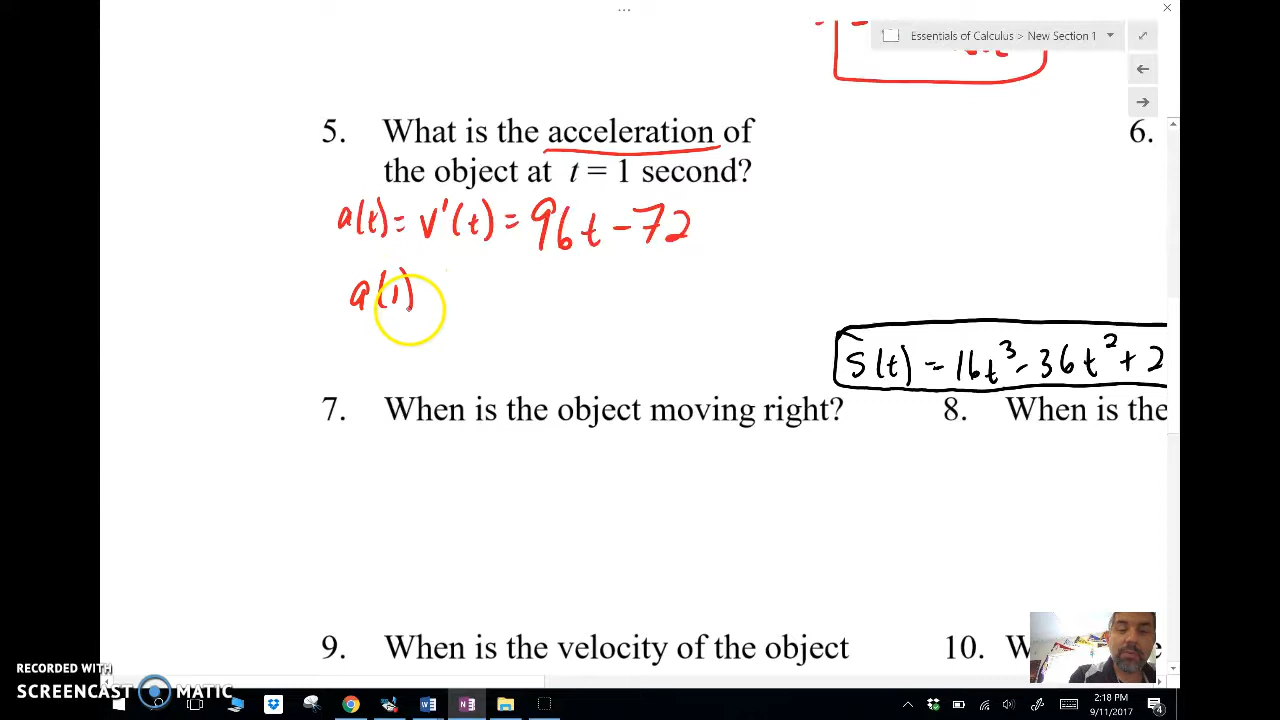 Essentials of Calculus > New Section 1
5. What is the acceleration of
the object at t = 1 second?
6.
a(t) = v'(t) = 96t - 72
a(1)
S(t) = 16t³ - 36t² + 2
7. When is the object moving right?
8. When is the
9. When is the velocity of the object
10. W
RECORDED WITH
SCREENCAST MATIC
2:18 PM
9/11/2017
4